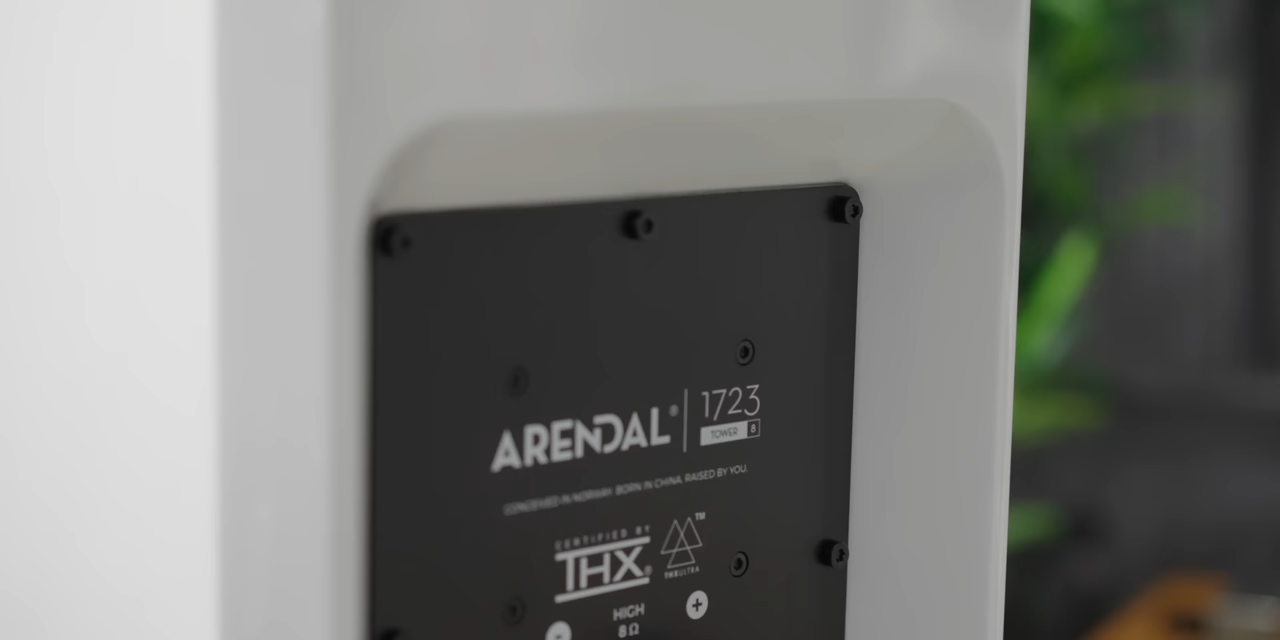 ARENDAL® 1723
TOWER 8
CONCEIVED IN NORWAY. BORN IN CHINA. RAISED BY YOU.
CERTIFIED BY
THX®
TM
THX ULTRA
HIGH
8Ω